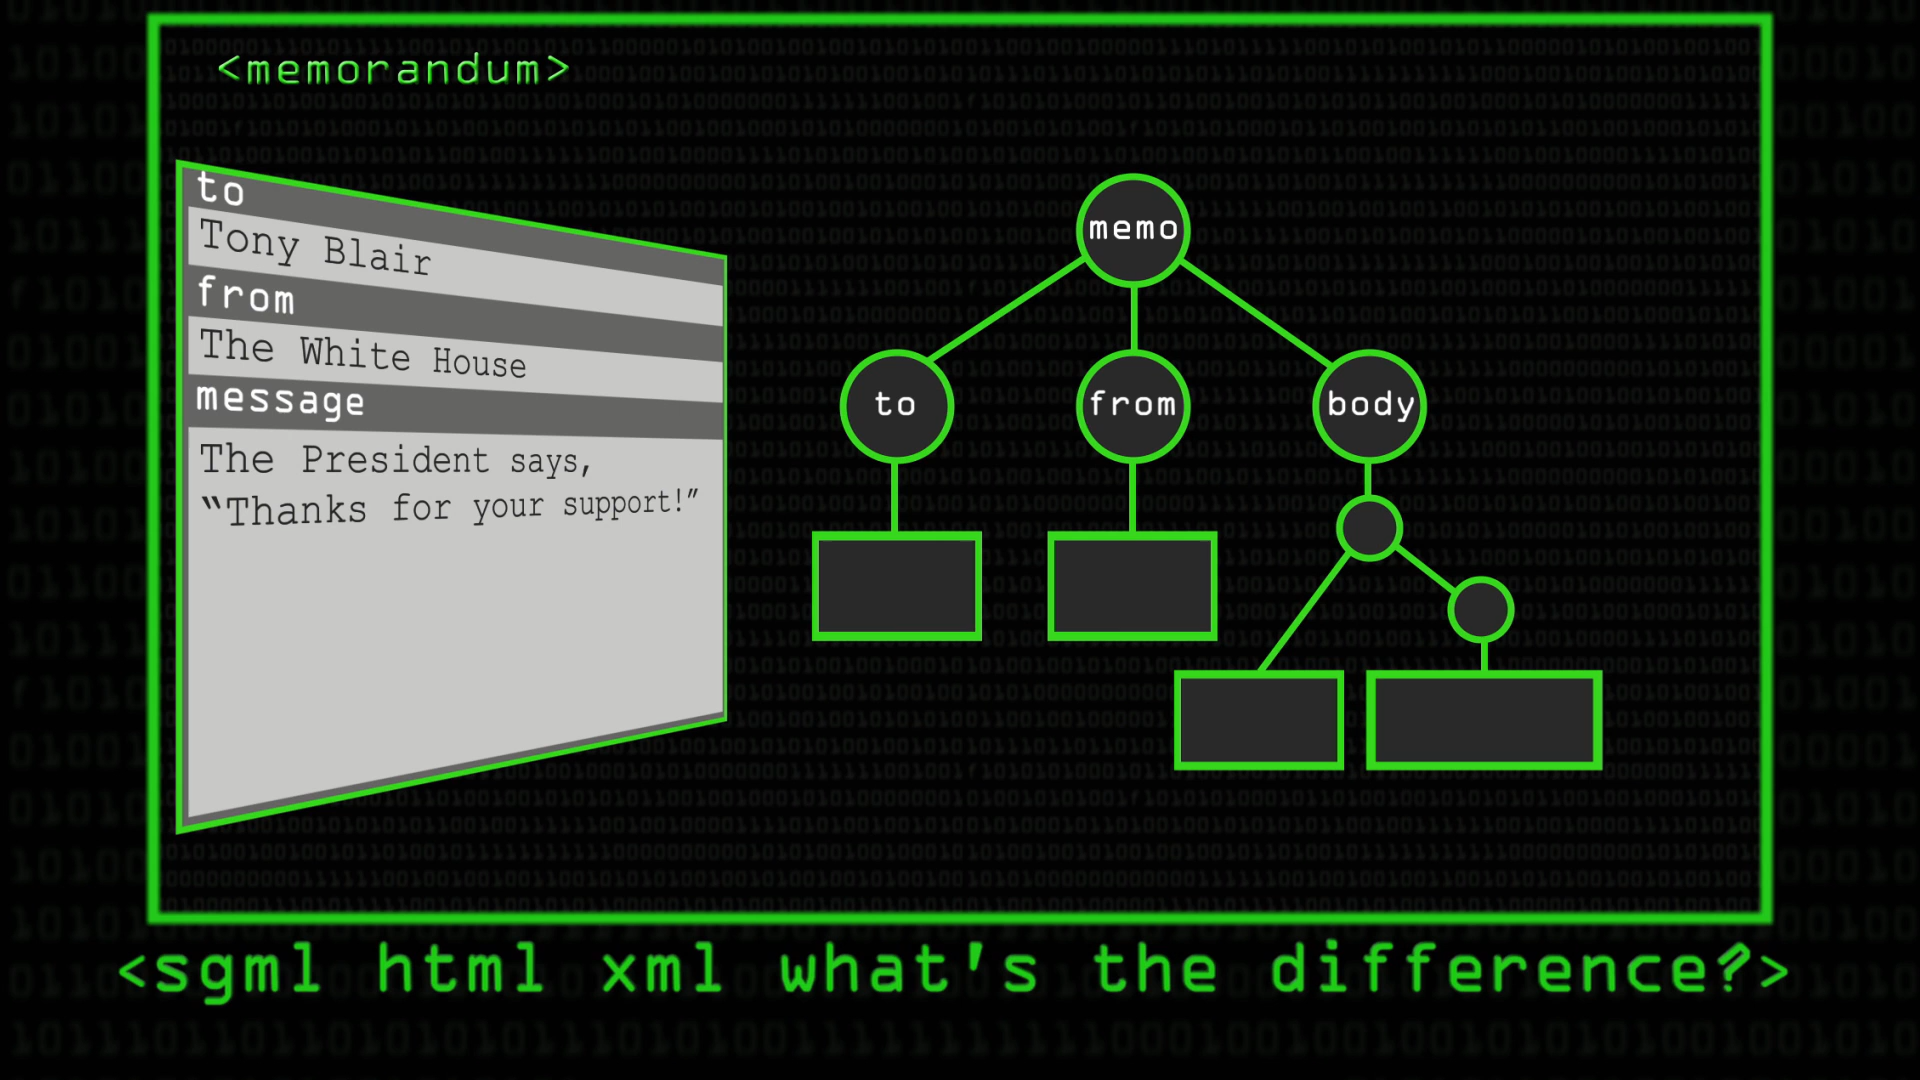 <memorandum>
to
Tony Blair
from
The White House
message
The President says,
“Thanks for your support!”
memo
to
from
body
<sgml html xml what's the difference?>